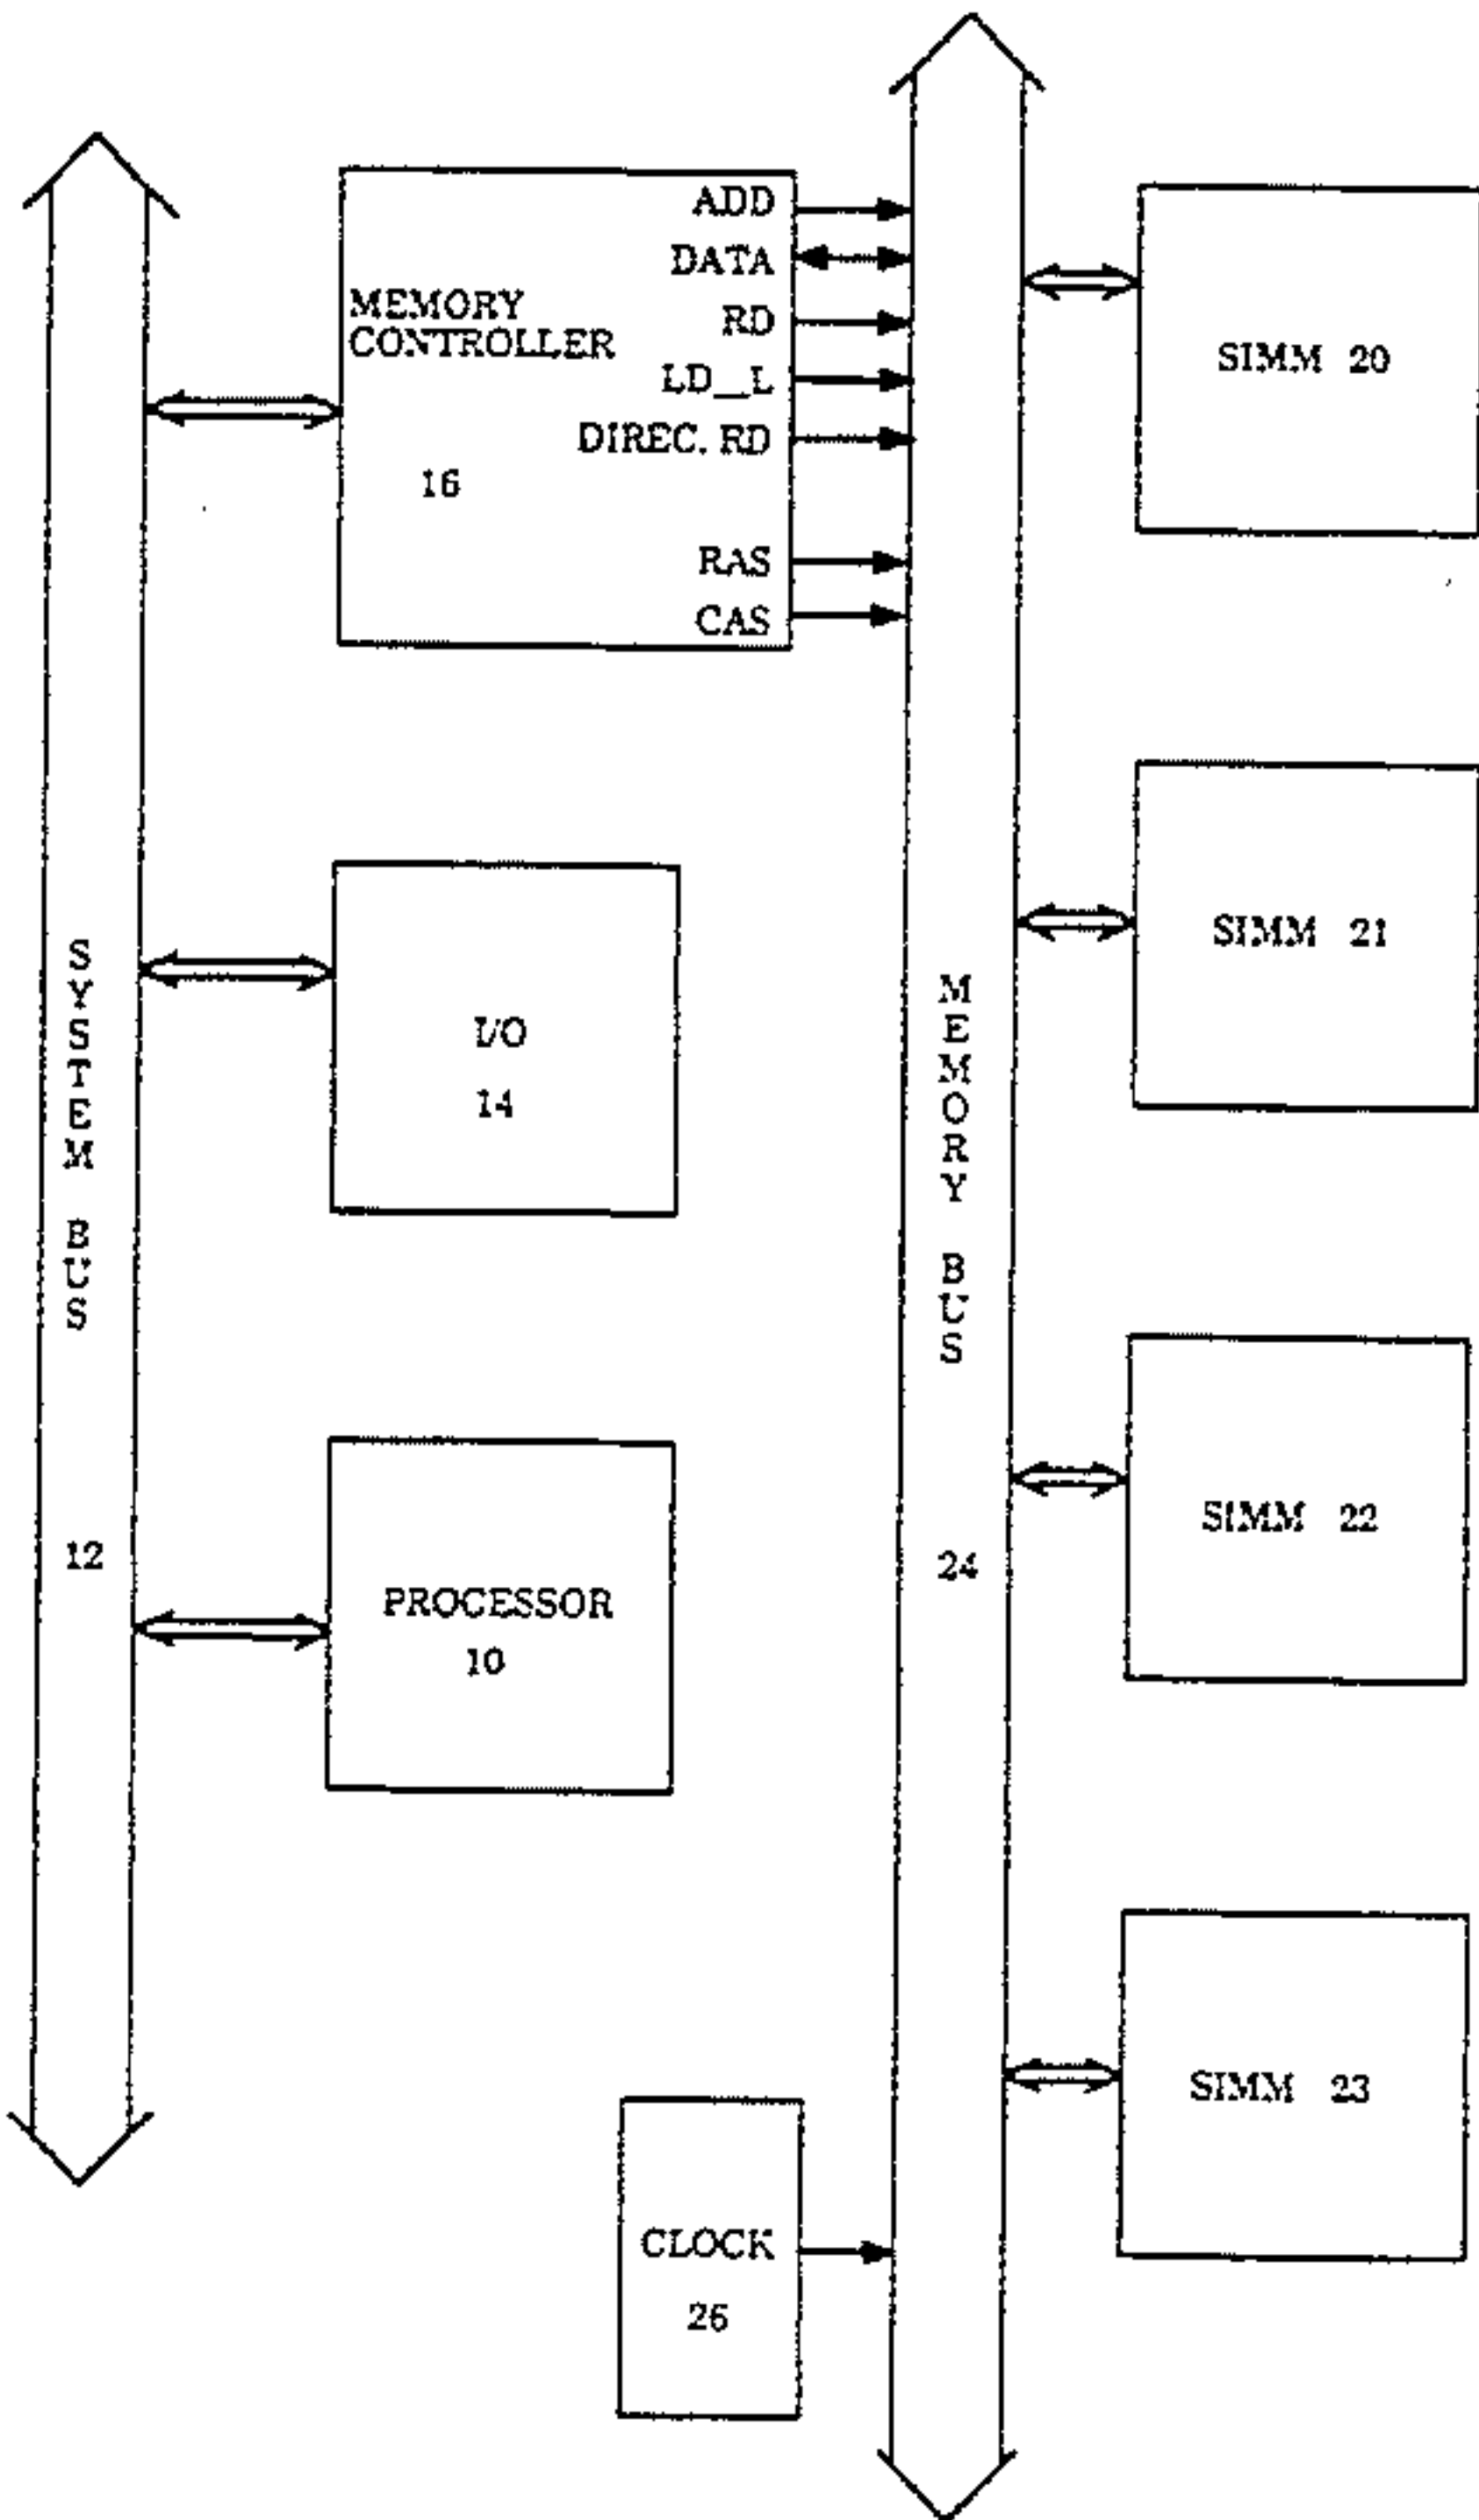 ADD
DATA
RD
LD_L
DIREC. RD
RAS
CAS
MEMORY
CONTROLLER
16
SIMM 20
SYSTEM BUS
12
I/O
14
MEMORY BUS
24
SIMM 21
PROCESSOR
10
SIMM 22
SIMM 23
CLOCK
26